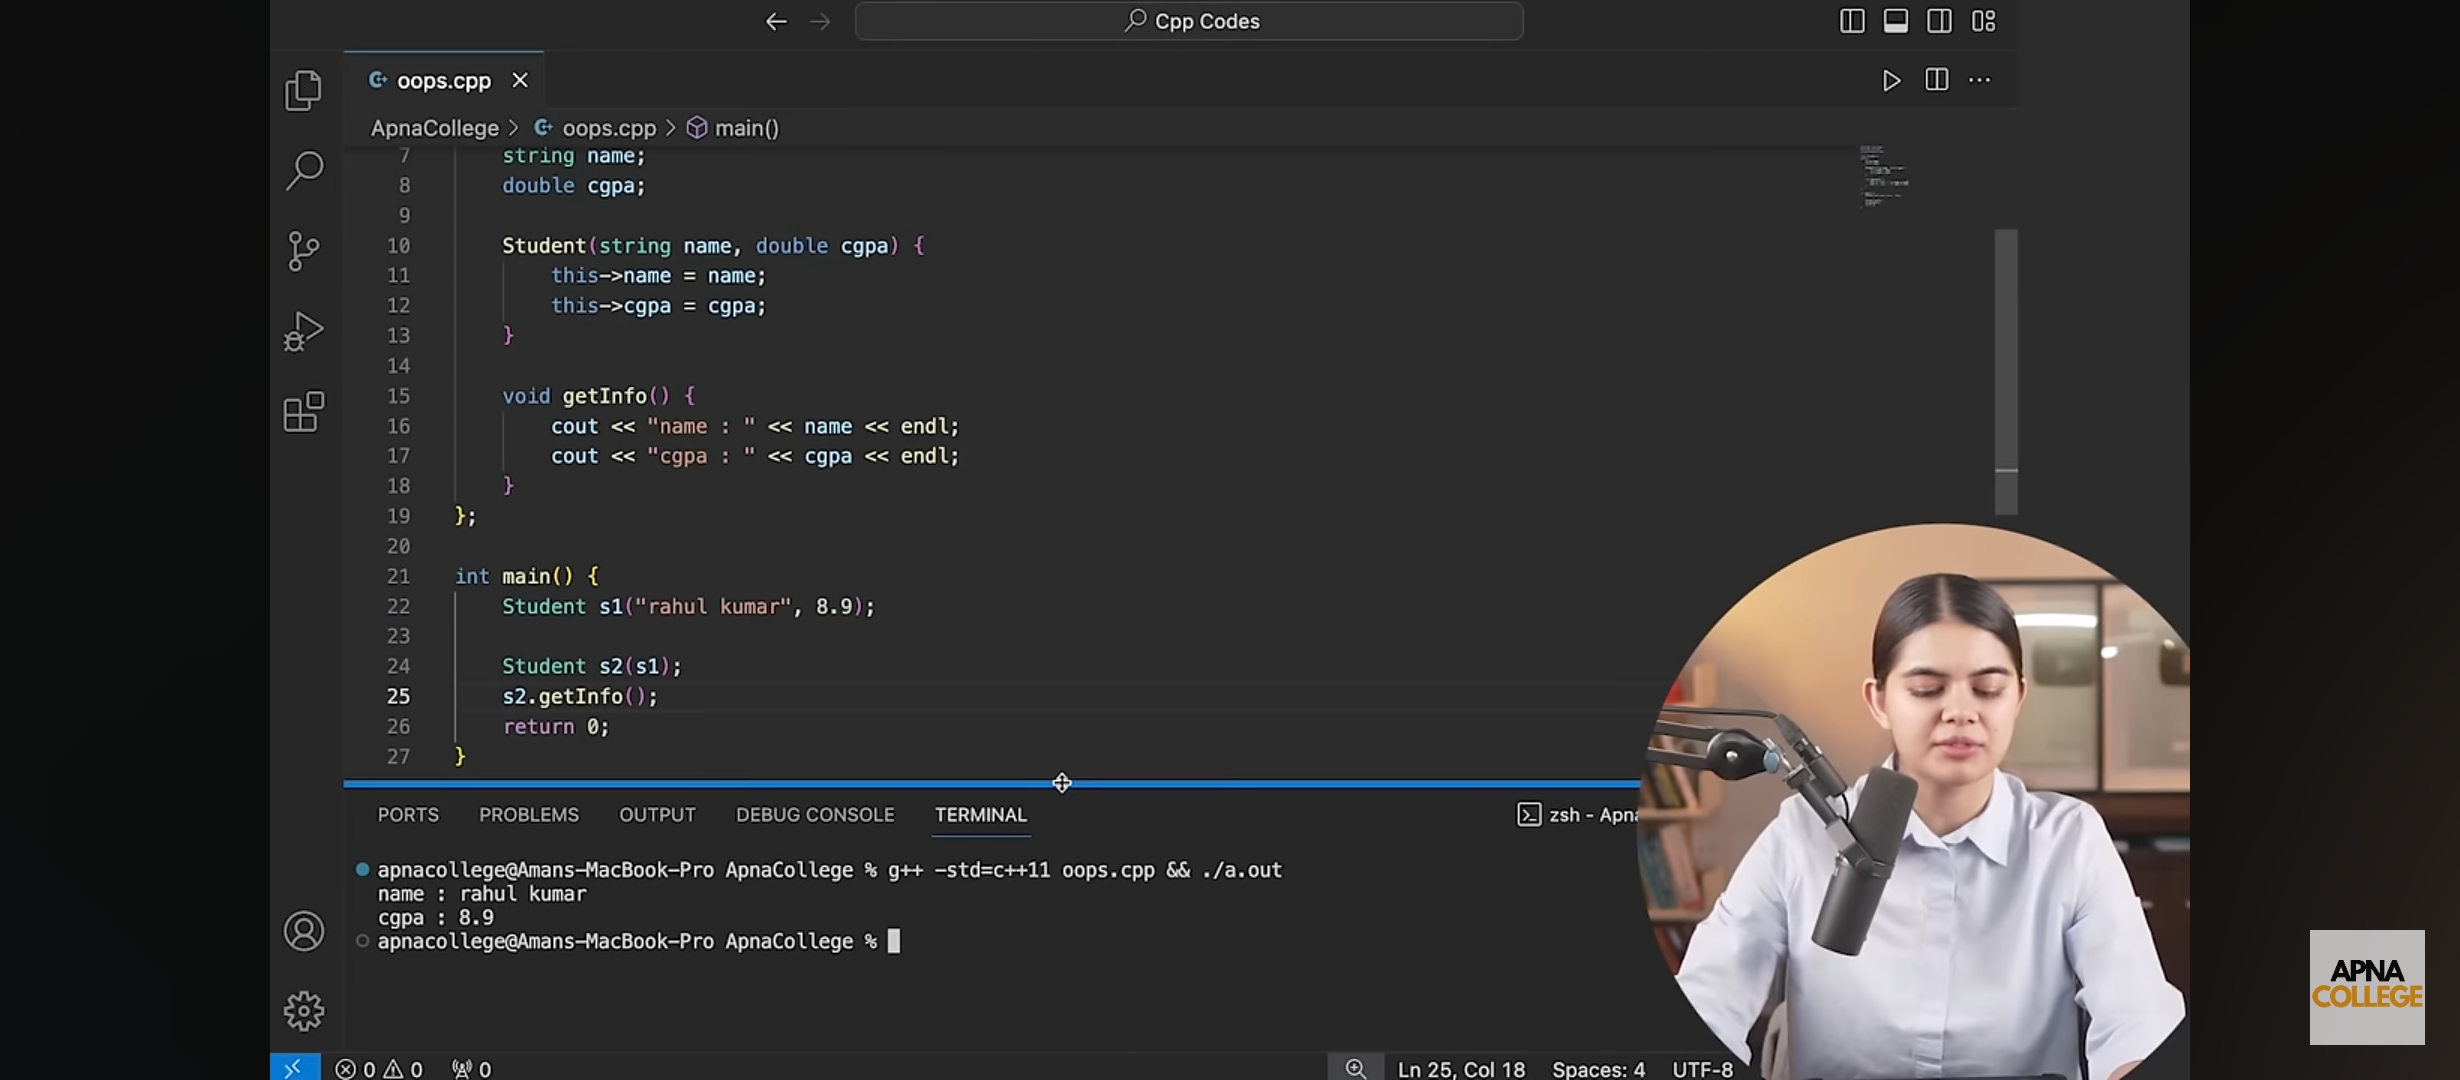 Cpp Codes
oops.cpp
ApnaCollege > oops.cpp > main()
7 string name;
8 double cgpa;
9
10 Student(string name, double cgpa) {
11 this->name = name;
12 this->cgpa = cgpa;
13 }
14
15 void getInfo() {
16 cout << "name : " << name << endl;
17 cout << "cgpa : " << cgpa << endl;
18 }
19 };
20
21 int main() {
22 Student s1("rahul kumar", 8.9);
23
24 Student s2(s1);
25 s2.getInfo();
26 return 0;
27 }
PORTS PROBLEMS OUTPUT DEBUG CONSOLE TERMINAL zsh -
apnacollege@Amans-MacBook-Pro ApnaCollege % g++ -std=c++11 oops.cpp && ./a.out
name : rahul kumar
cgpa : 8.9
apnacollege@Amans-MacBook-Pro ApnaCollege %
0 0 0 Ln 25, Col 18 Spaces: 4 UTF-8
APNA
COLLEGE